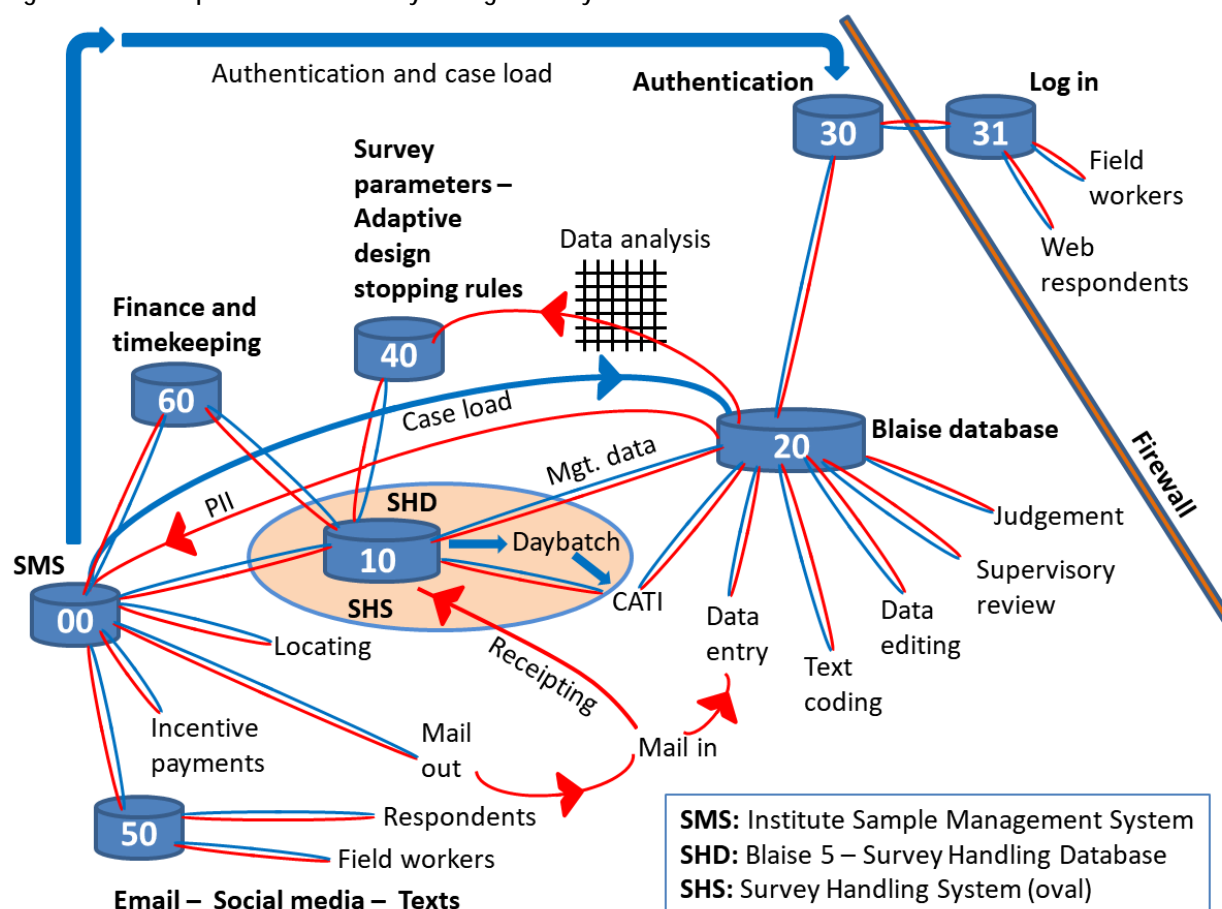 Authentication and case load
Authentication
Log in
30
31
Field
workers
Web
respondents
Survey
parameters –
Adaptive
design
stopping rules
Data analysis
Finance and
timekeeping
40
60
Case load
20
Blaise database
Firewall
PII
Mgt. data
SHD
10
Daybatch
SHS
CATI
SMS
00
Judgement
Supervisory
review
Data
editing
Data
entry
Text
coding
Locating
Receipting
Incentive
payments
Mail
out
Mail in
50
Respondents
Field workers
Email – Social media – Texts
SMS: Institute Sample Management System
SHD: Blaise 5 – Survey Handling Database
SHS: Survey Handling System (oval)